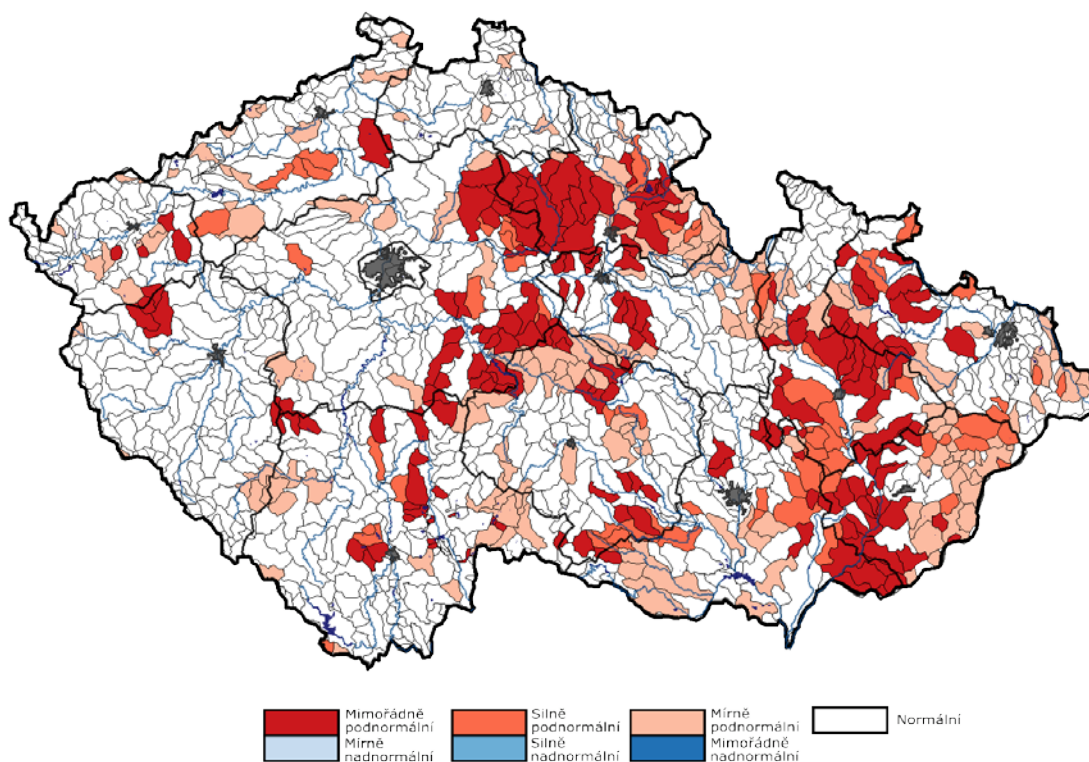 Mimořádně
podnormální
Silně
podnormální
Mírně
podnormální
Normální
Mírně
nadnormální
Silně
nadnormální
Mimořádně
nadnormální